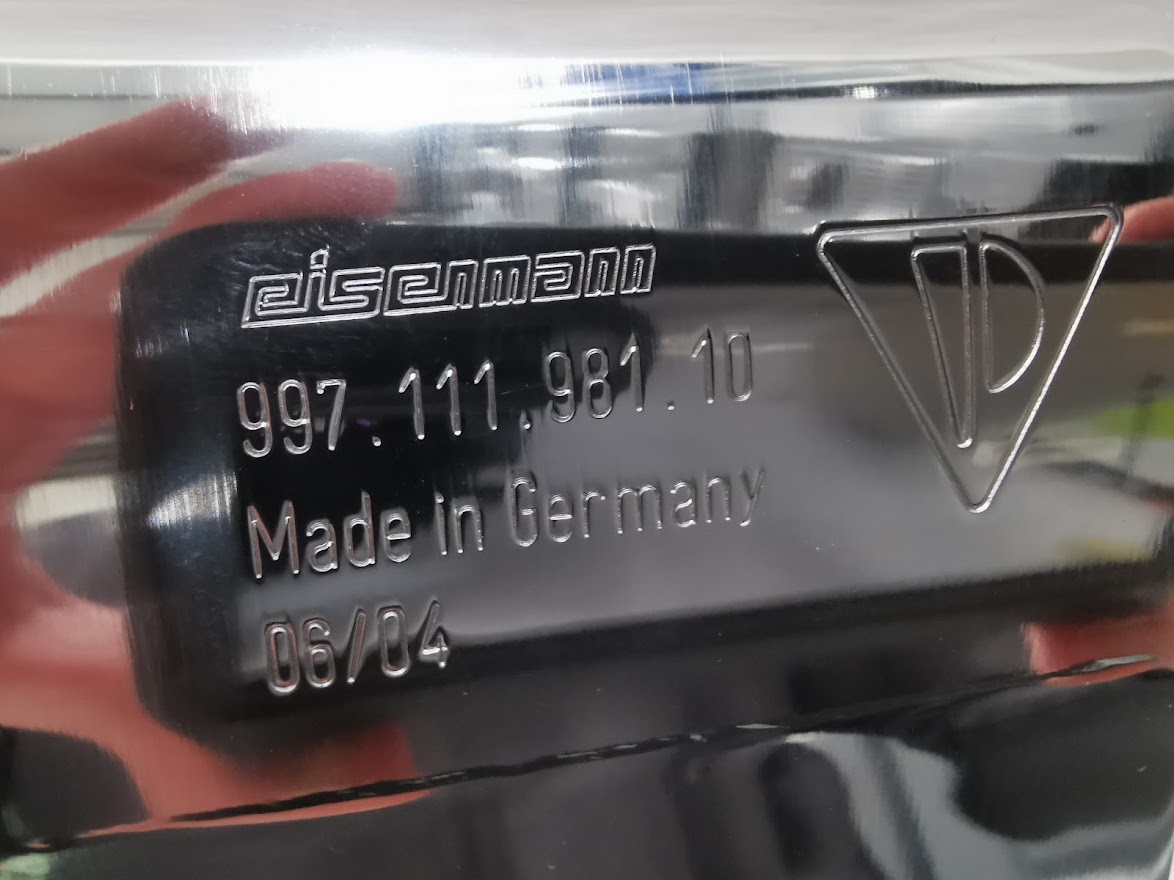 eisenmann
997.111.981.10
Made in Germany
06/04